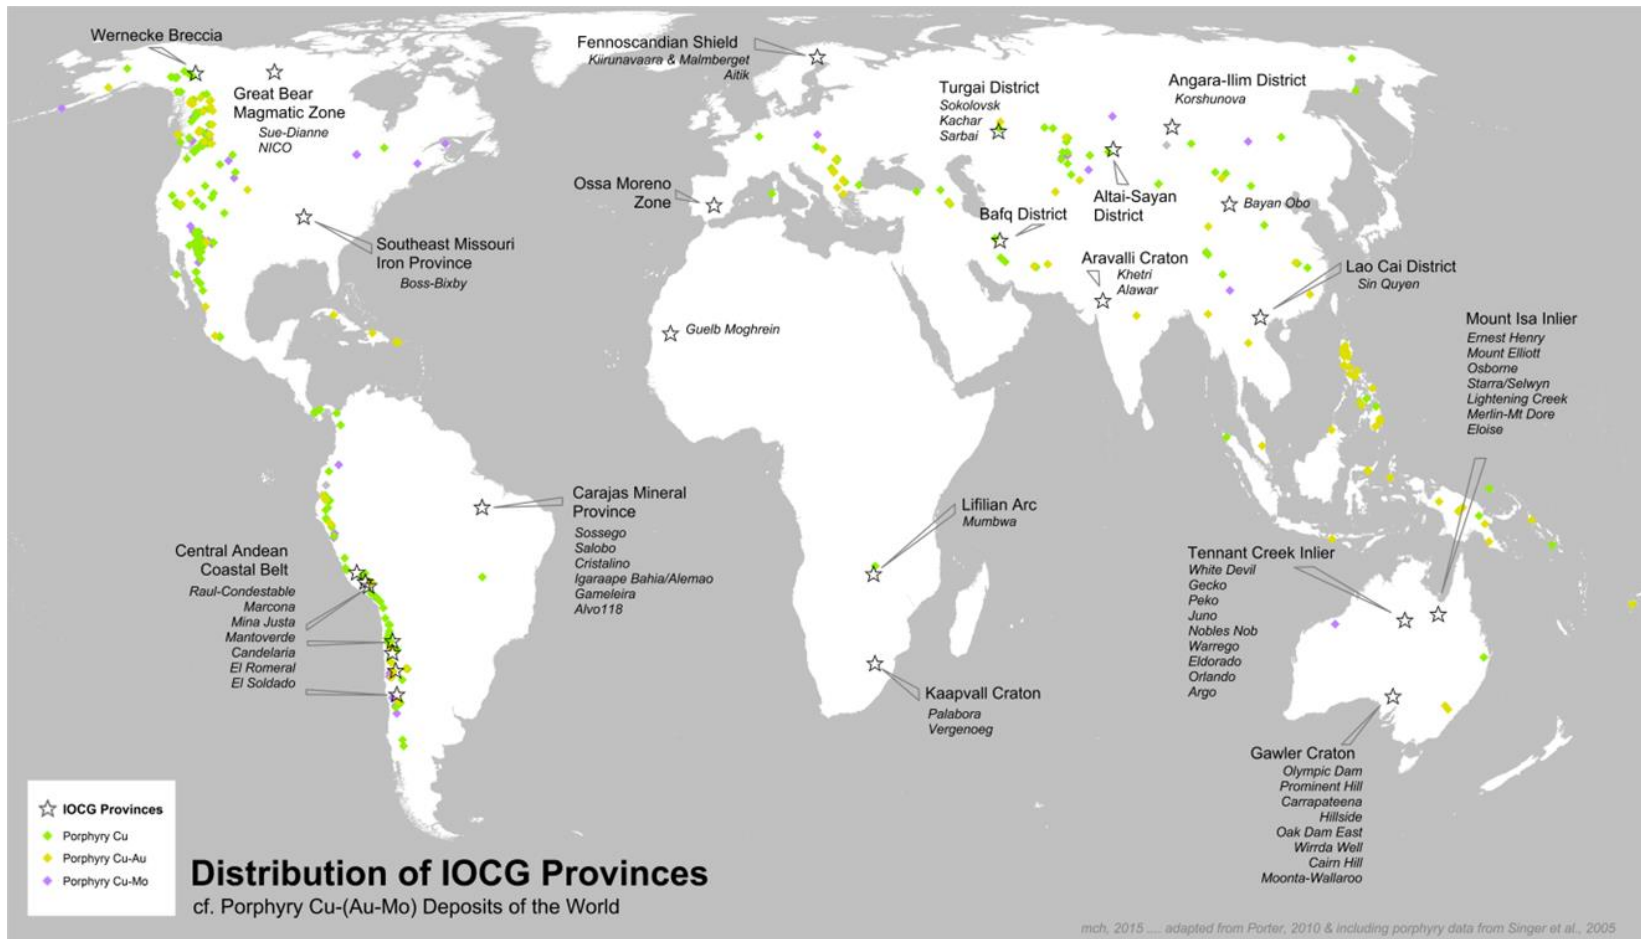 Wernecke Breccia
Great Bear
Magmatic Zone
Sue-Dianne
NICO
Southeast Missouri
Iron Province
Boss-Bixby
Fennoscandian Shield
Kiirunavaara & Malmberget
Aitik
Ossa Moreno
Zone
Guelb Moghrein
Turgai District
Sokolovsk
Kachar
Sarbai
Angara-Ilim District
Korshunova
Altai-Sayan
District
Bayan Obo
Bafq District
Aravalli Craton
Khetri
Alawar
Lao Cai District
Sin Quyen
Mount Isa Inlier
Ernest Henry
Mount Elliott
Osborne
Starra/Selwyn
Lightening Creek
Merlin-Mt Dore
Eloise
Carajas Mineral
Province
Sossego
Salobo
Cristalino
Igaraape Bahia/Alemao
Gameleira
Alvo118
Central Andean
Coastal Belt
Raul-Condestable
Marcona
Mina Justa
Mantoverde
Candelaria
El Romeral
El Soldado
Lifilian Arc
Mumbwa
Kaapvall Craton
Palabora
Vergenoeg
Tennant Creek Inlier
White Devil
Gecko
Peko
Juno
Nobles Nob
Warrego
Eldorado
Orlando
Argo
Gawler Craton
Olympic Dam
Prominent Hill
Carrapateena
Hillside
Oak Dam East
Wirrda Well
Cairn Hill
Moonta-Wallaroo
IOCG Provinces
Porphyry Cu
Porphyry Cu-Au
Porphyry Cu-Mo
Distribution of IOCG Provinces
cf. Porphyry Cu-(Au-Mo) Deposits of the World
mch, 2015 .... adapted from Porter, 2010 & including porphyry data from Singer et al., 2005